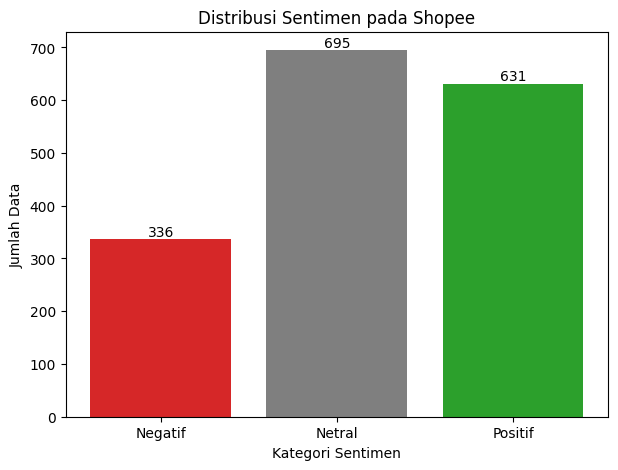 Distribusi Sentimen pada Shopee
Jumlah Data
700
600
500
400
300
200
100
0
336
695
631
Negatif
Netral
Positif
Kategori Sentimen